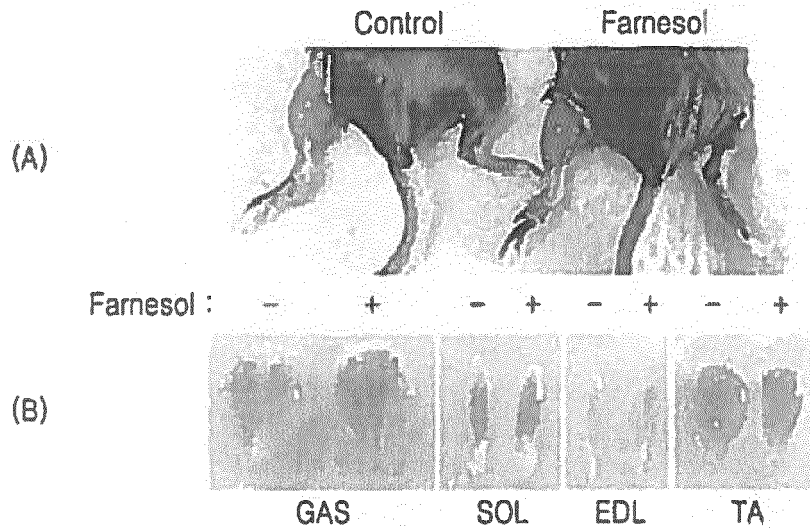 Control Farnesol
(A)
Farnesol : - + - + - + - +
(B)
GAS SOL EDL TA